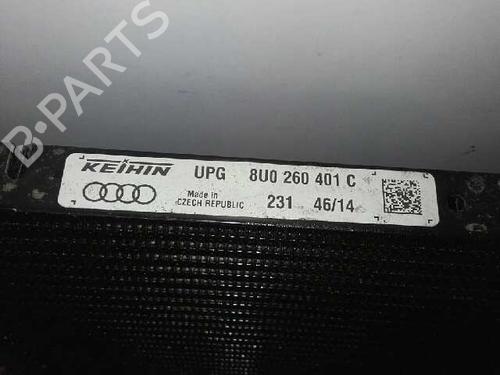 B-PARTS
KEIHIN UPG 8U0 260 401 C
Made in
CZECH REPUBLIC 231 46/14